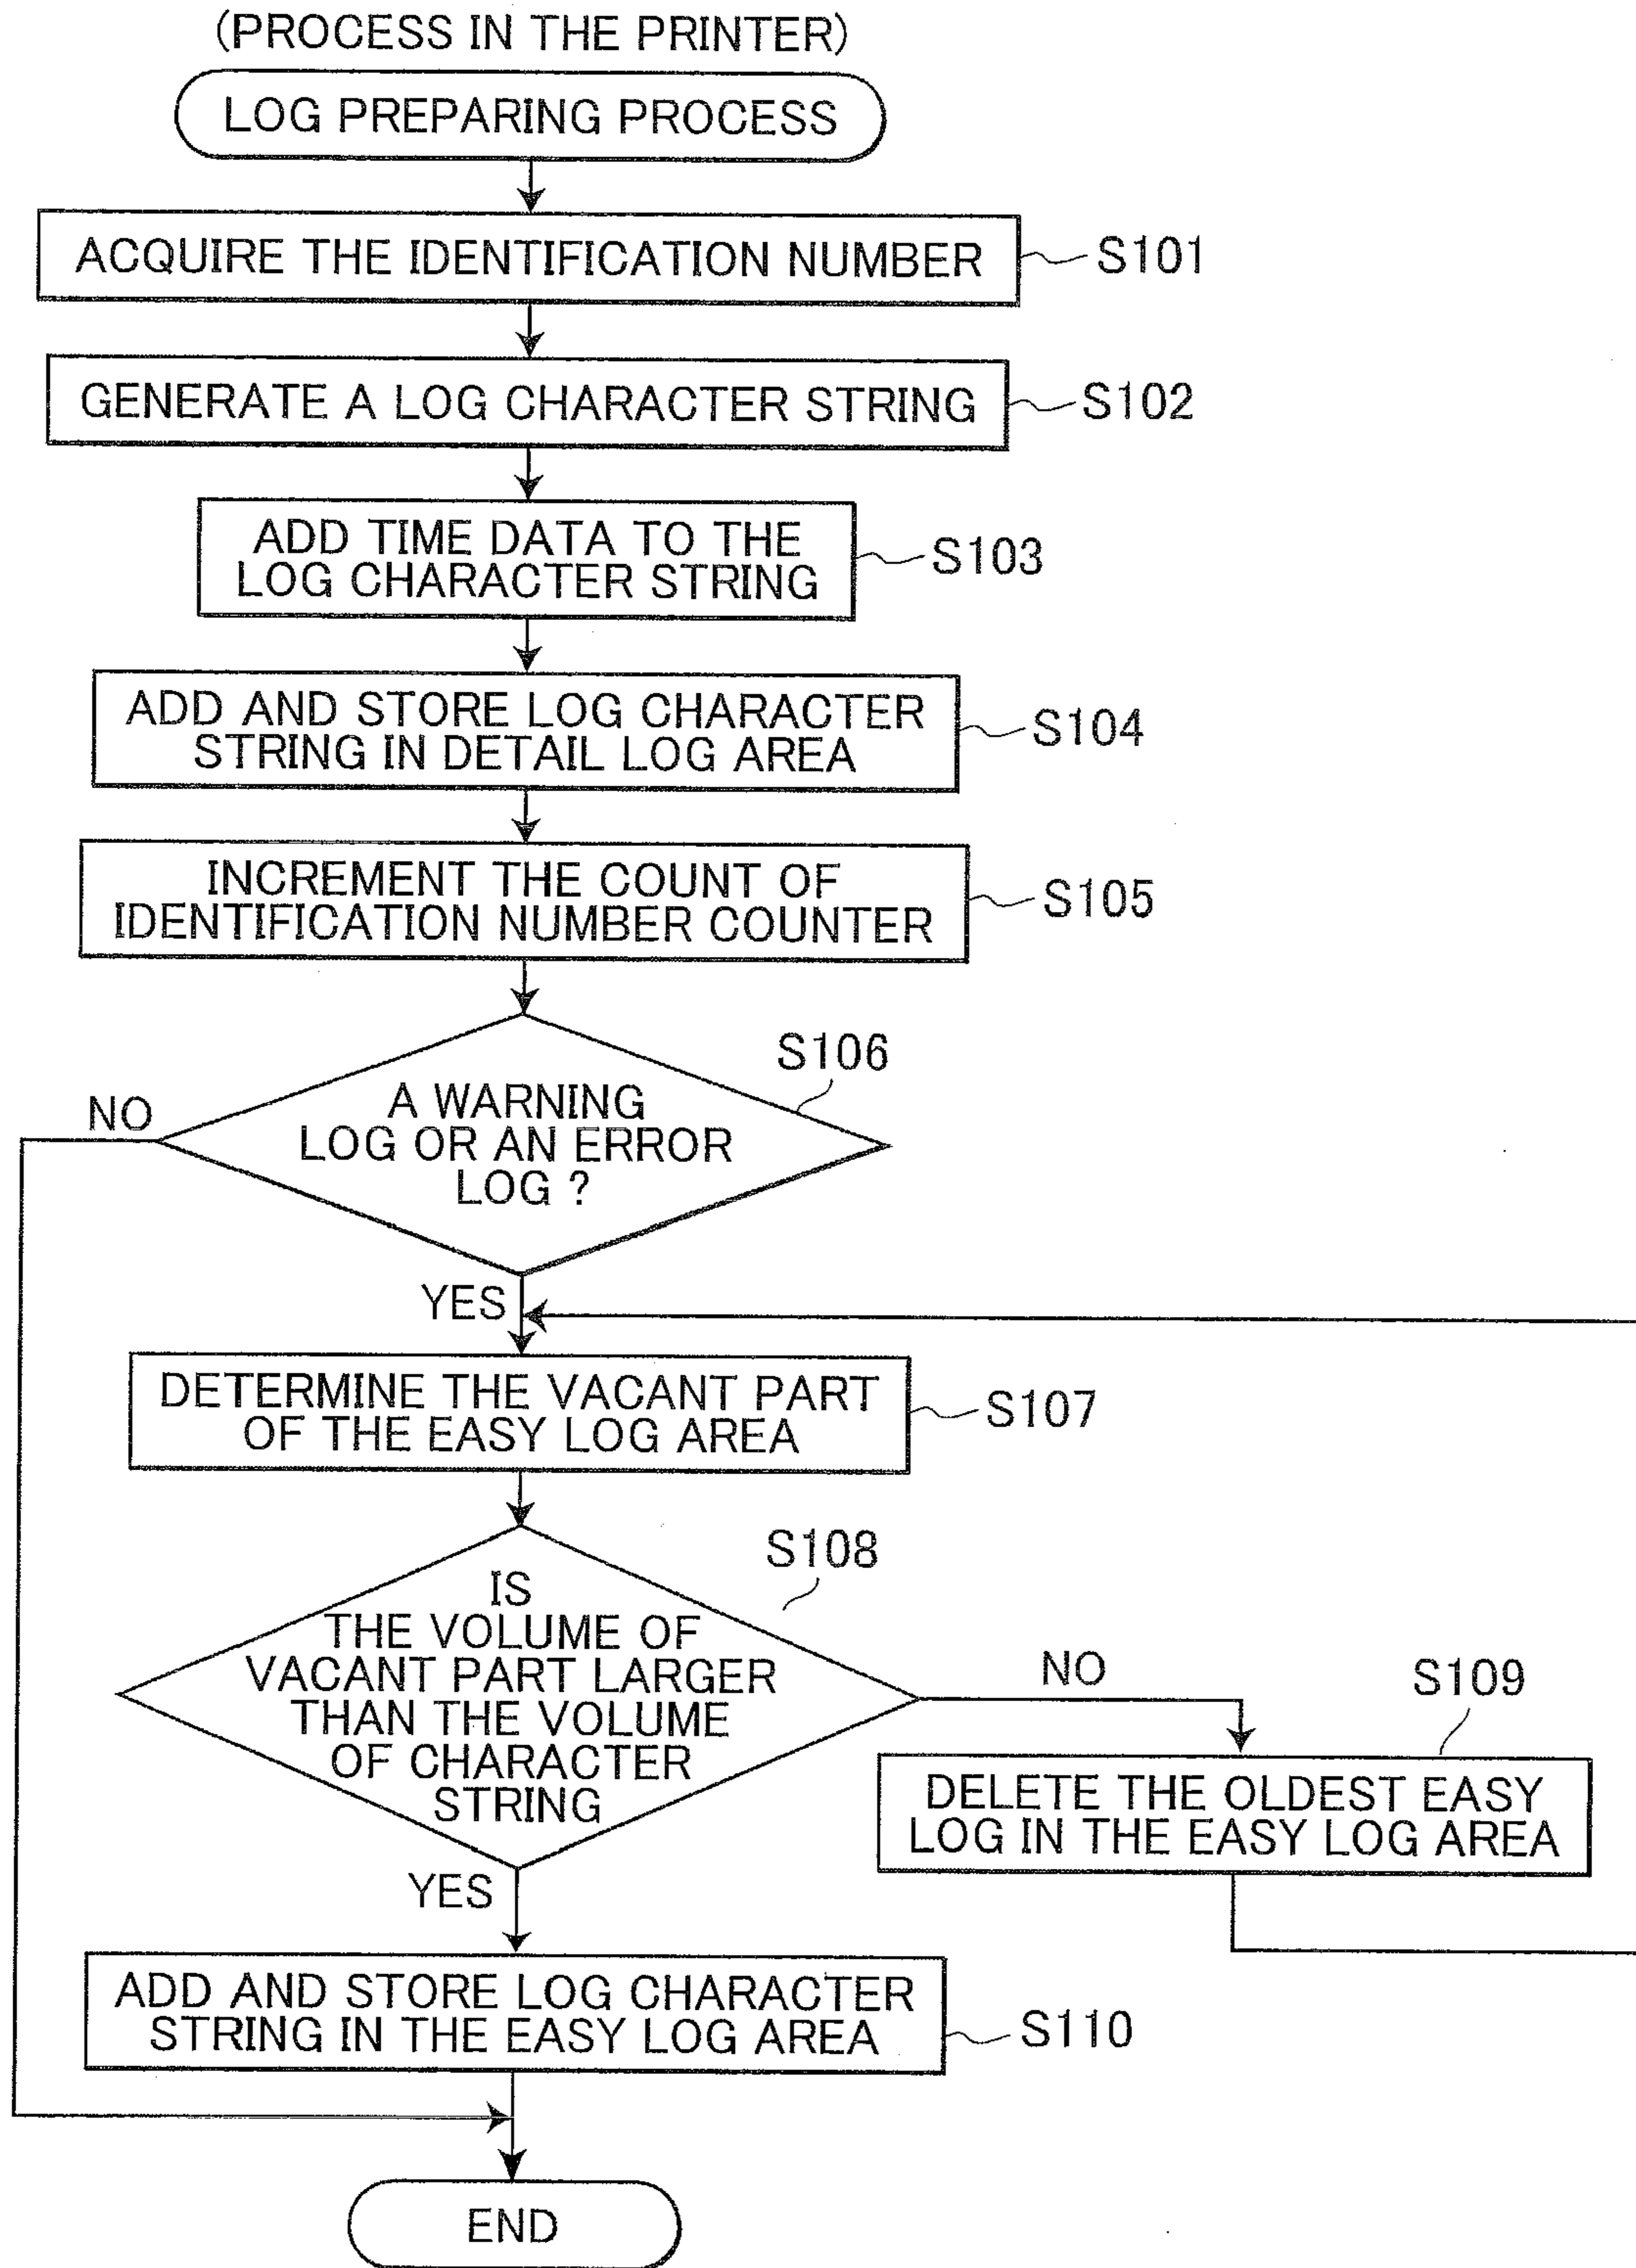 (PROCESS IN THE PRINTER)
LOG PREPARING PROCESS
ACQUIRE THE IDENTIFICATION NUMBER
S101
GENERATE A LOG CHARACTER STRING
S102
ADD TIME DATA TO THE
LOG CHARACTER STRING
S103
ADD AND STORE LOG CHARACTER
STRING IN DETAIL LOG AREA
S104
INCREMENT THE COUNT OF
IDENTIFICATION NUMBER COUNTER
S105
S106
NO
A WARNING
LOG OR AN ERROR
LOG ?
YES
DETERMINE THE VACANT PART
OF THE EASY LOG AREA
S107
S108
IS
THE VOLUME OF
VACANT PART LARGER
THAN THE VOLUME
OF CHARACTER
STRING
NO
S109
DELETE THE OLDEST EASY
LOG IN THE EASY LOG AREA
YES
ADD AND STORE LOG CHARACTER
STRING IN THE EASY LOG AREA
S110
END